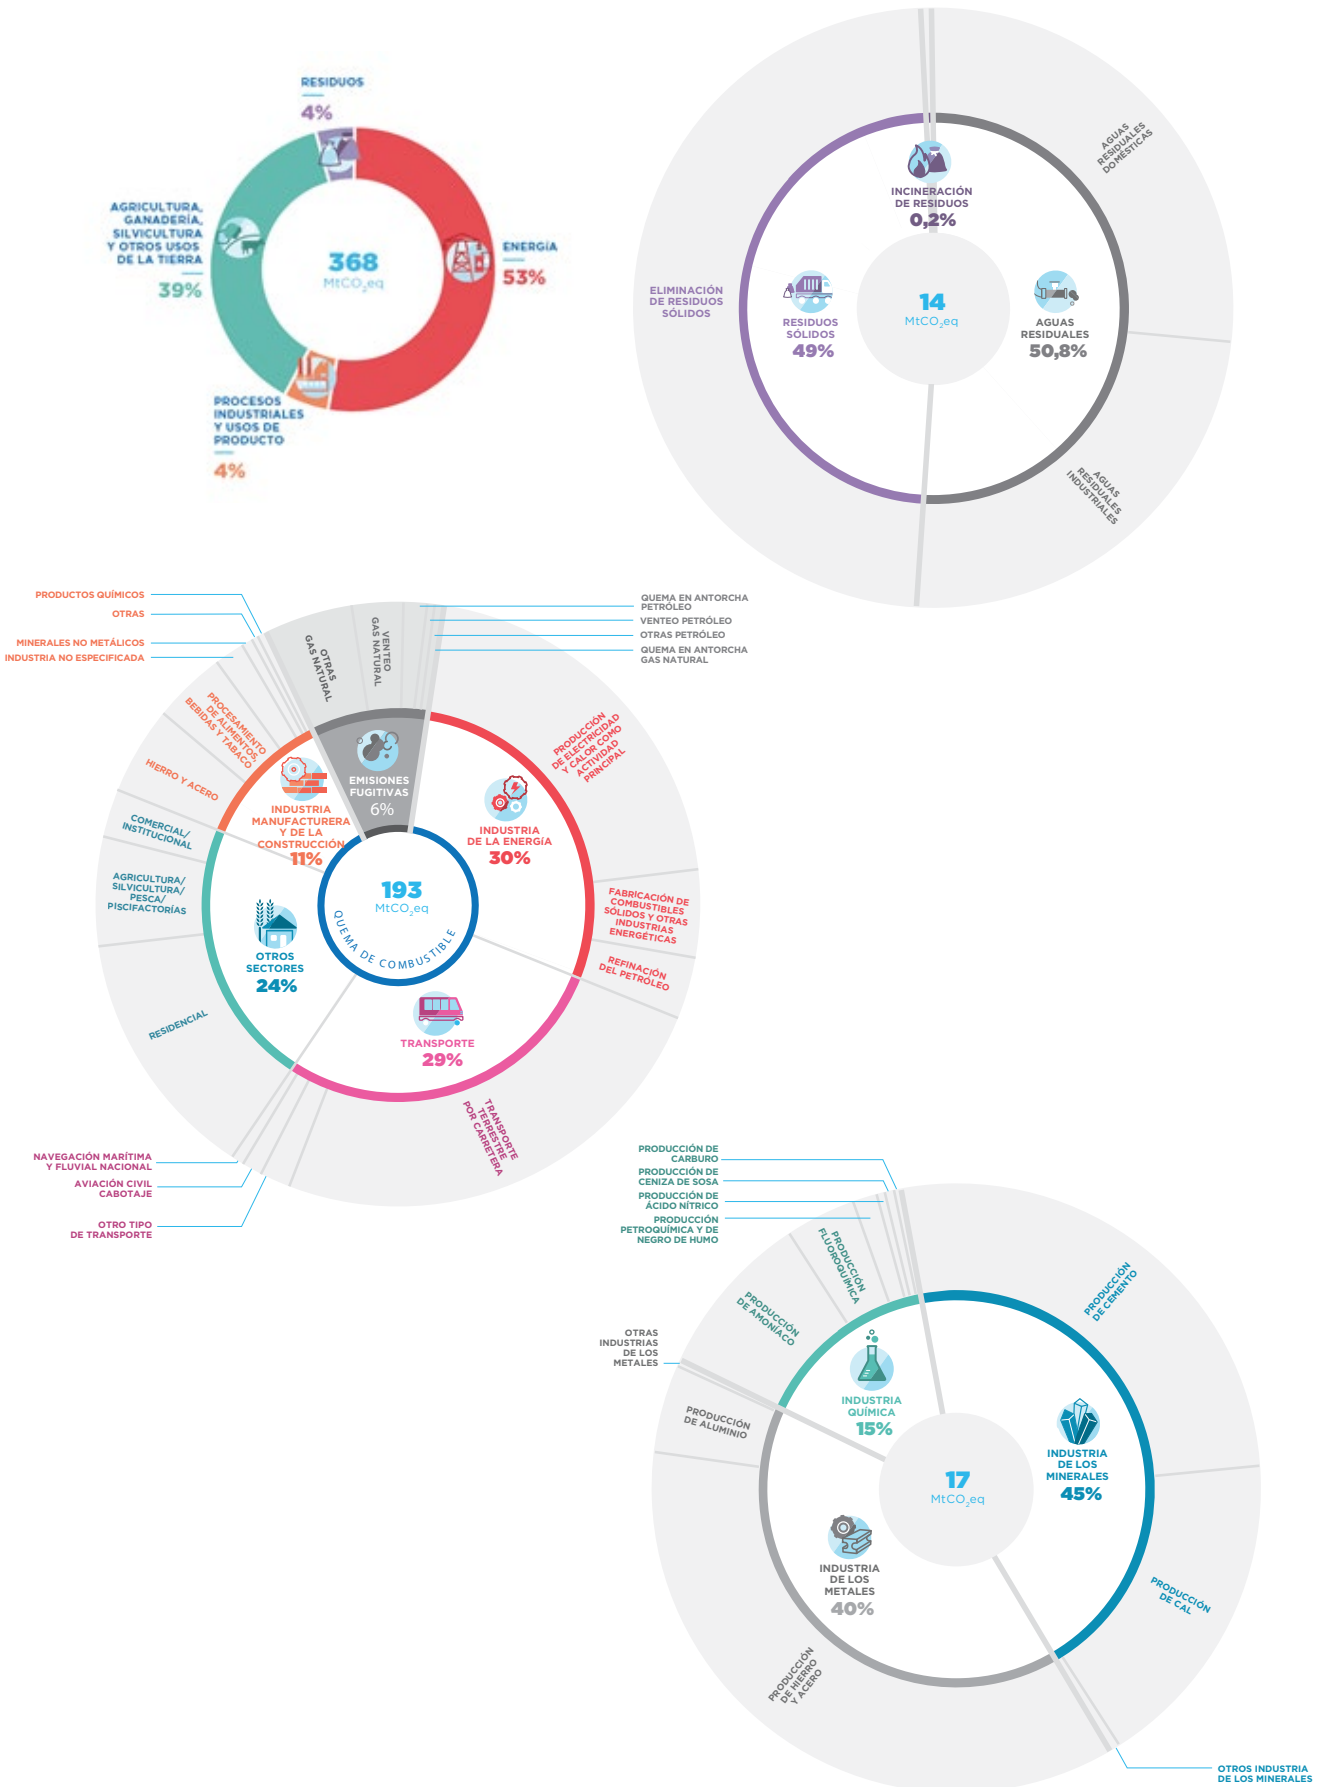 RESIDUOS
4%
AGRICULTURA,
GANADERÍA,
SILVICULTURA
Y OTROS USOS
DE LA TIERRA
39%
368
MtCO₂eq
ENERGÍA
53%
PROCESOS
INDUSTRIALES
Y USOS DE
PRODUCTO
4%
AGUAS
RESIDUALES
DOMÉSTICAS
INCINERACIÓN
DE RESIDUOS
0,2%
ELIMINACIÓN
DE RESIDUOS
SÓLIDOS
RESIDUOS
SÓLIDOS
49%
14
MtCO₂eq
AGUAS
RESIDUALES
50,8%
AGUAS
RESIDUALES
INDUSTRIALES
PRODUCTOS QUÍMICOS
OTRAS
MINERALES NO METÁLICOS
INDUSTRIA NO ESPECIFICADA
QUEMA EN ANTORCHA
PETRÓLEO
VENTEO PETRÓLEO
OTRAS PETRÓLEO
QUEMA EN ANTORCHA
GAS NATURAL
OTRAS
GAS NATURAL
VENTEO
GAS NATURAL
PROCESAMIENTO
DE ALIMENTOS,
BEBIDAS Y TABACO
HIERRO Y ACERO
COMERCIAL/
INSTITUCIONAL
AGRICULTURA/
SILVICULTURA/
PESCA/
PISCIFACTORÍAS
RESIDENCIAL
PRODUCCIÓN
DE ELECTRICIDAD
Y CALOR COMO
ACTIVIDAD
PRINCIPAL
FABRICACIÓN DE
COMBUSTIBLES
SÓLIDOS Y OTRAS
INDUSTRIAS
ENERGÉTICAS
REFINACIÓN
DEL PETRÓLEO
EMISIONES
FUGITIVAS
6%
INDUSTRIA
MANUFACTURERA
Y DE LA
CONSTRUCCIÓN
11%
INDUSTRIA
DE LA ENERGÍA
30%
193
MtCO₂eq
QUEMA DE COMBUSTIBLE
OTROS
SECTORES
24%
TRANSPORTE
29%
TRANSPORTE
TERRESTRE
POR CARRETERA
NAVEGACIÓN MARÍTIMA
Y FLUVIAL NACIONAL
AVIACIÓN CIVIL
CABOTAJE
OTRO TIPO
DE TRANSPORTE
PRODUCCIÓN DE
CARBURO
PRODUCCIÓN DE
CENIZA DE SOSA
PRODUCCIÓN DE
ÁCIDO NÍTRICO
PRODUCCIÓN
PETROQUÍMICA Y DE
NEGRO DE HUMO
PRODUCCIÓN
FLUOROQUÍMICA
PRODUCCIÓN
DE AMONÍACO
OTRAS
INDUSTRIAS
DE LOS
METALES
PRODUCCIÓN
DE ALUMINIO
PRODUCCIÓN
DE CEMENTO
INDUSTRIA
QUÍMICA
15%
INDUSTRIA
DE LOS
MINERALES
45%
17
MtCO₂eq
INDUSTRIA
DE LOS
METALES
40%
PRODUCCIÓN
DE CAL
PRODUCCIÓN
DE HIERRO
Y ACERO
OTROS INDUSTRIA
DE LOS MINERALES